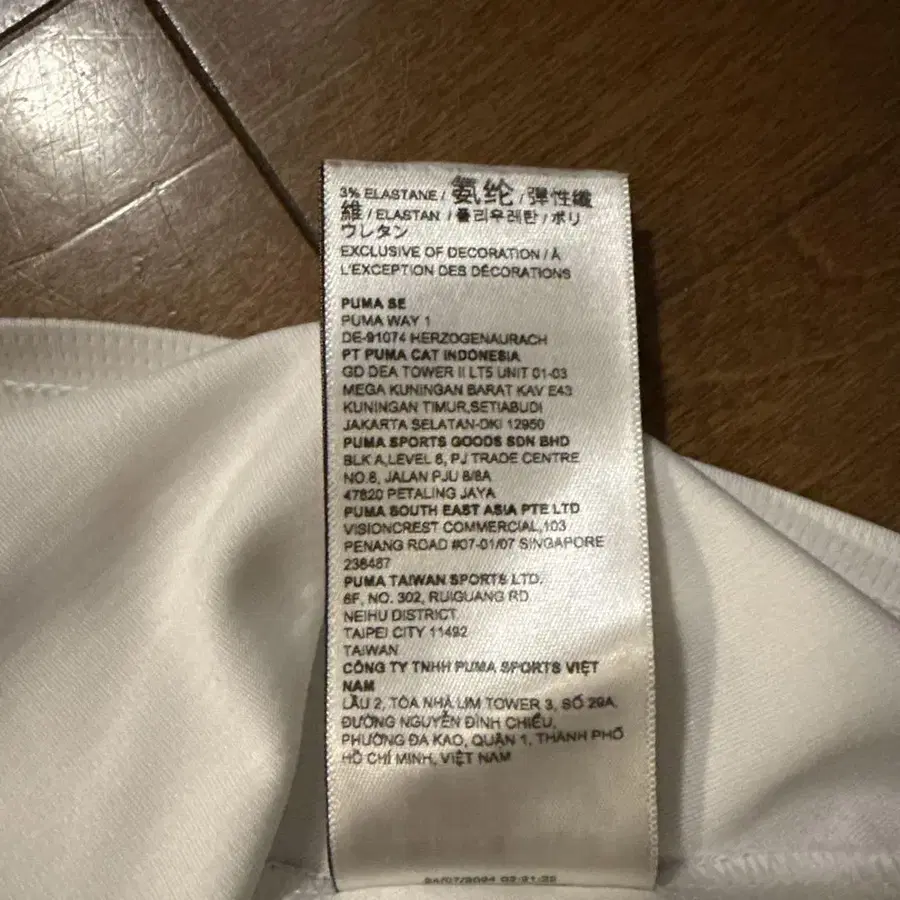 3% ELASTANE / 氨纶 / 彈性纖
維 / ELASTAN / 폴리우레탄 / ポリ
ウレタン
EXCLUSIVE OF DECORATION / À
L'EXCEPTION DES DÉCORATIONS
PUMA SE
PUMA WAY 1
DE-91074 HERZOGENAURACH
PT PUMA CAT INDONESIA
GD DEA TOWER II LT5 UNIT 01-03
MEGA KUNINGAN BARAT KAV E43
KUNINGAN TIMUR,SETIABUDI
JAKARTA SELATAN-DKI 12950
PUMA SPORTS GOODS SDN BHD
BLK A,LEVEL 8, PJ TRADE CENTRE
NO.8, JALAN PJU 8/8A
47820 PETALING JAYA
PUMA SOUTH EAST ASIA PTE LTD
VISIONCREST COMMERCIAL,103
PENANG ROAD #07-01/07 SINGAPORE
238467
PUMA TAIWAN SPORTS LTD.
6F, NO. 302, RUIGUANG RD.
NEIHU DISTRICT
TAIPEI CITY 11492
TAIWAN
CÔNG TY TNHH PUMA SPORTS VIỆT
NAM
LẦU 2, TÒA NHÀ LIM TOWER 3, SỐ 29A,
ĐƯỜNG NGUYỄN ĐÌNH CHIỂU,
PHƯỜNG ĐA KAO, QUẬN 1, THÀNH PHỐ
HỒ CHÍ MINH, VIỆT NAM